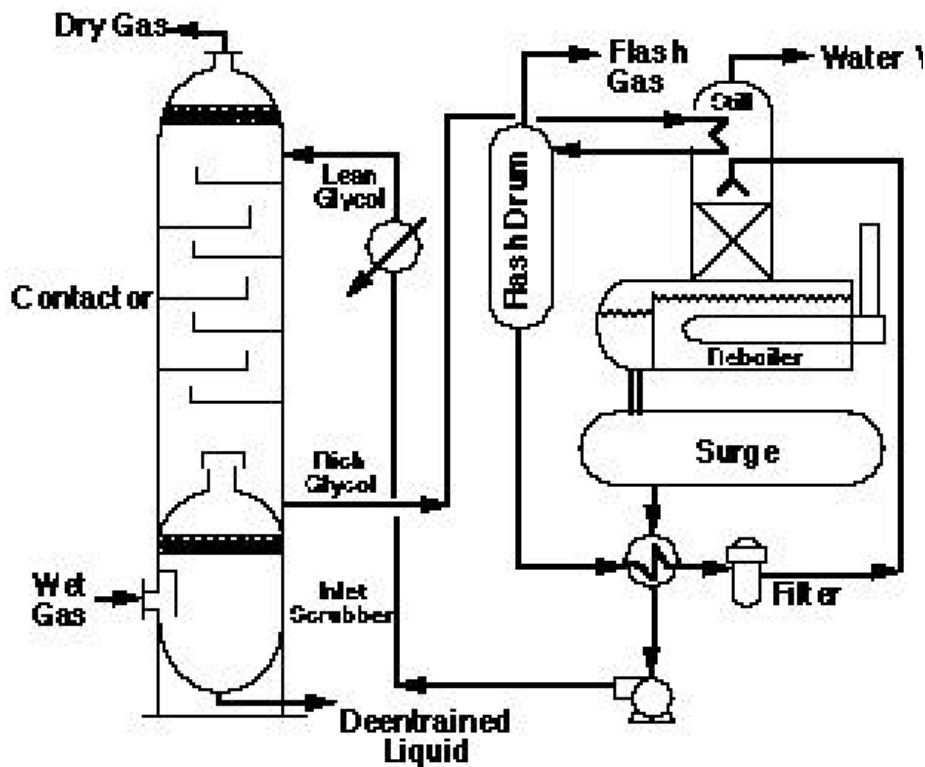 Dry Gas
Flash
Gas
Water V
Still
Lean
Glycol
Flash Drum
Contactor
Reboiler
Surge
Rich
Glycol
Wet
Gas
Inlet
Scrubber
Filter
Deentrained
Liquid